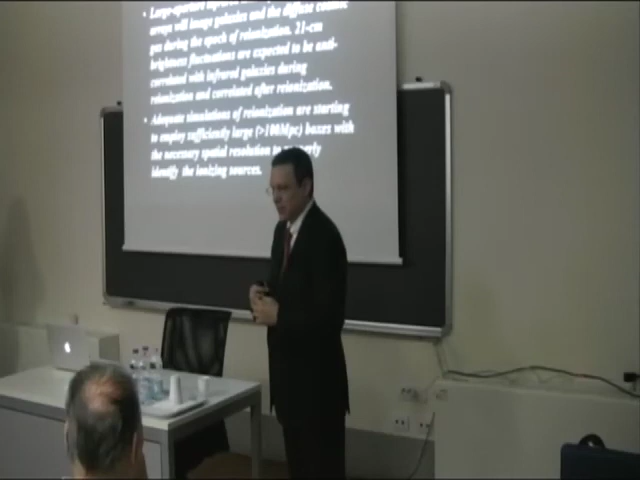 • Large-aperture
arrays will image galaxies and the diffuse cosmic
gas during the epoch of reionization. 21-cm
brightness fluctuations are expected to be anti-
correlated with infrared galaxies during
reionization and correlated after reionization.
• Adequate simulations of reionization are starting
to employ sufficiently large (>100Mpc) boxes with
the necessary spatial resolution to
identify the ionizing sources.